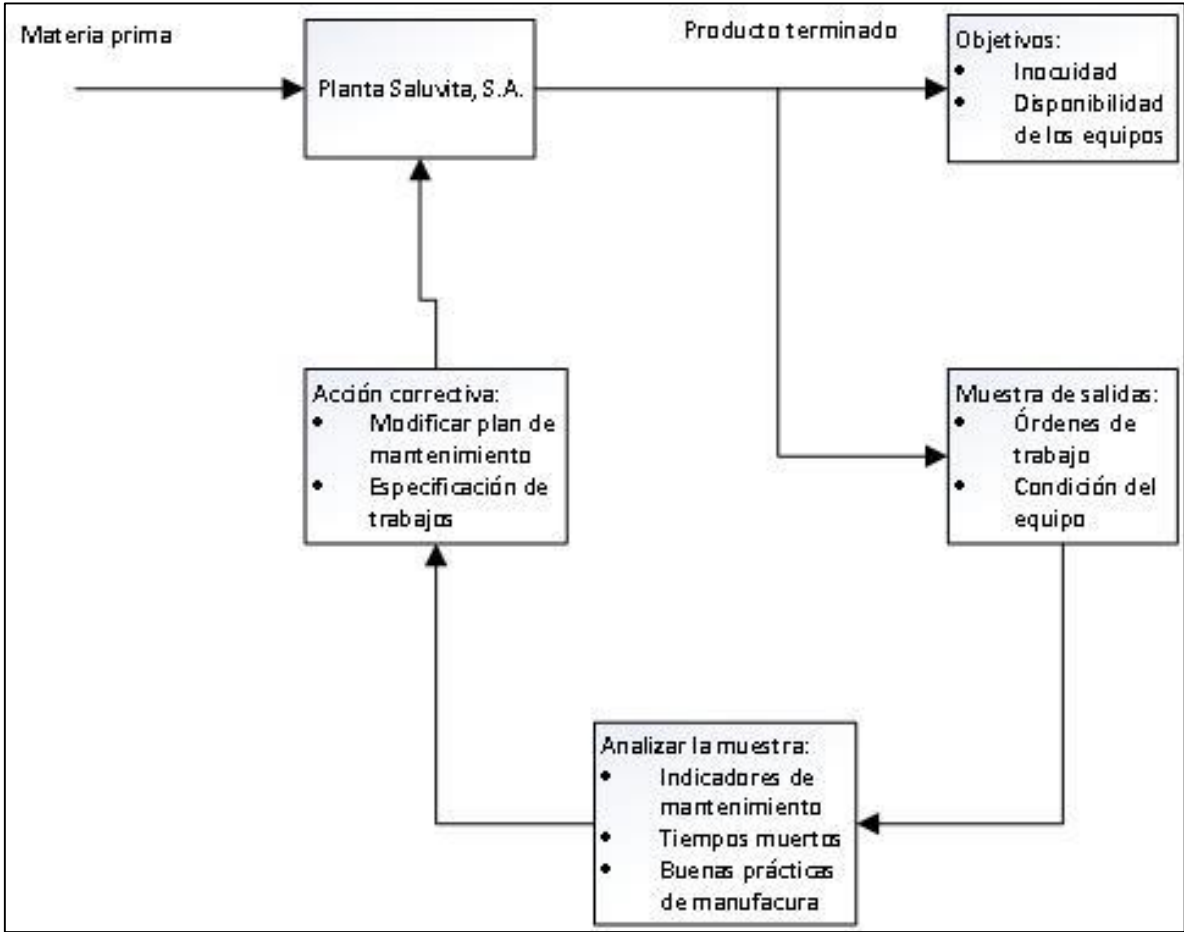 Materia prima
Planta Saluvita, S.A.
Producto terminado
Objetivos:
• Inocuidad
• Disponibilidad
de los equipos
Acción correctiva:
• Modificar plan de
mantenimiento
• Especificación de
trabajos
Muestra de salidas:
• Órdenes de
trabajo
• Condición del
equipo
Analizar la muestra:
• Indicadores de
mantenimiento
• Tiempos muertos
• Buenas prácticas
de manufacura